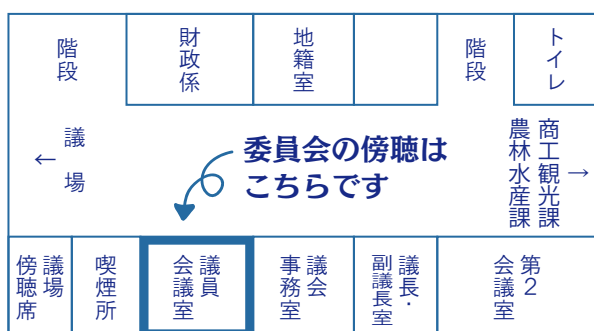 階段
財政係
地籍室
階段
トイレ
← 議場
委員会の傍聴は
こちらです
商工観光課
農林水産課
→
議場
傍聴席
喫煙所
議員
会議室
議会
事務室
議長・
副議長室
第2
会議室